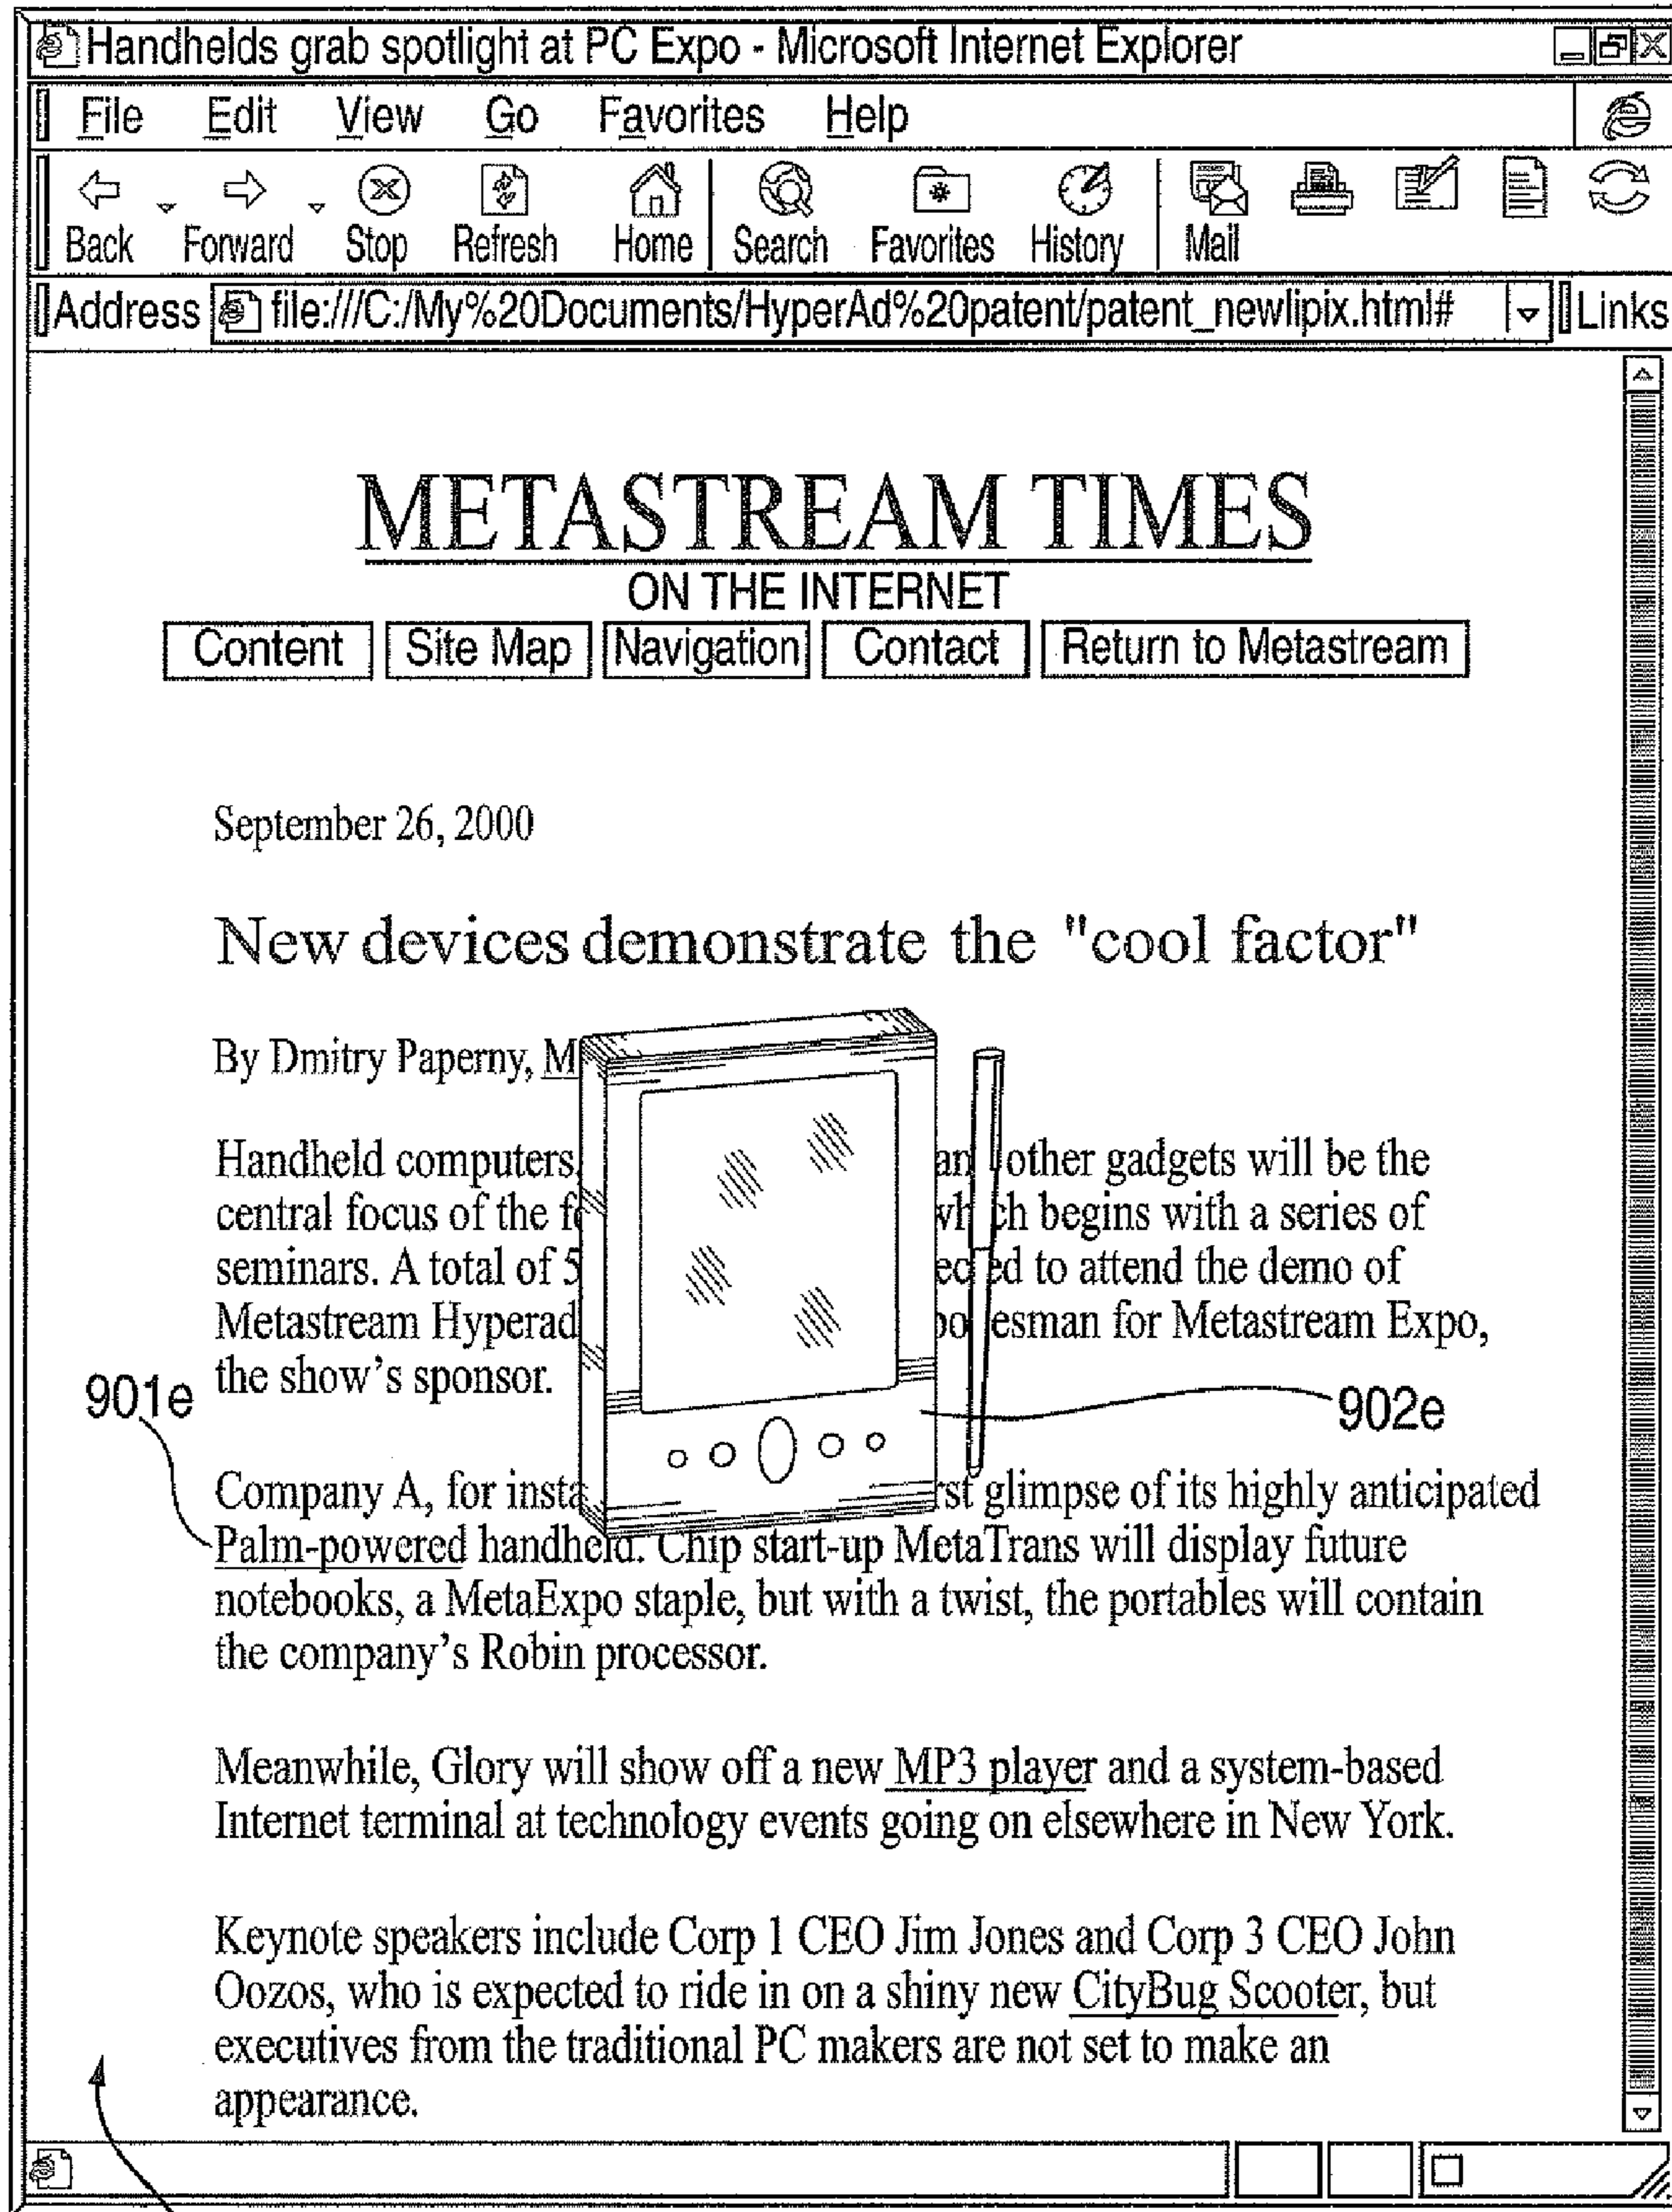 Handhelds grab spotlight at PC Expo - Microsoft Internet Explorer
File Edit View Go Favorites Help
Back Forward Stop Refresh Home Search Favorites History Mail
Address file:///C:/My%20Documents/HyperAd%20patent/patent_newlipix.html# Links
METASTREAM TIMES
ON THE INTERNET
Content Site Map Navigation Contact Return to Metastream
September 26, 2000
New devices demonstrate the "cool factor"
By Dmitry Paperny, M
Handheld computers, other gadgets will be the
central focus of the begins with a series of
seminars. A total of 5 to attend the demo of
Metastream Hyperad esman for Metastream Expo,
the show's sponsor.
901e
902e
Company A, for insta rst glimpse of its highly anticipated
Palm-powered handheld. Chip start-up MetaTrans will display future
notebooks, a MetaExpo staple, but with a twist, the portables will contain
the company's Robin processor.
Meanwhile, Glory will show off a new MP3 player and a system-based
Internet terminal at technology events going on elsewhere in New York.
Keynote speakers include Corp 1 CEO Jim Jones and Corp 3 CEO John
Oozos, who is expected to ride in on a shiny new CityBug Scooter, but
executives from the traditional PC makers are not set to make an
appearance.